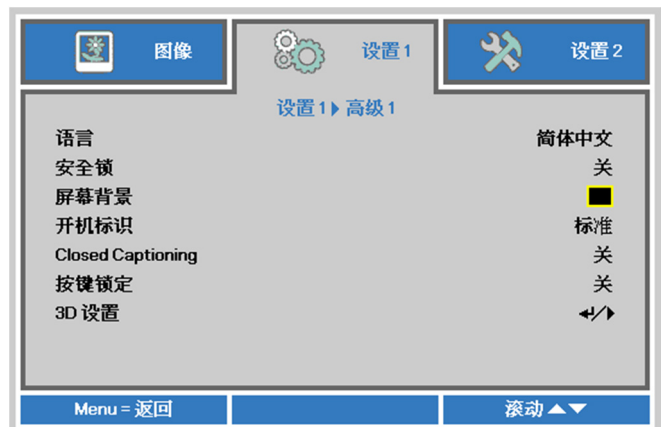 图像 设置 1 设置 2
设置 1 高级 1
语言 简体中文
安全锁 关
屏幕背景
开机标识 标准
Closed Captioning 关
按键锁定 关
3D 设置 /
Menu = 返回 滚动▲▼